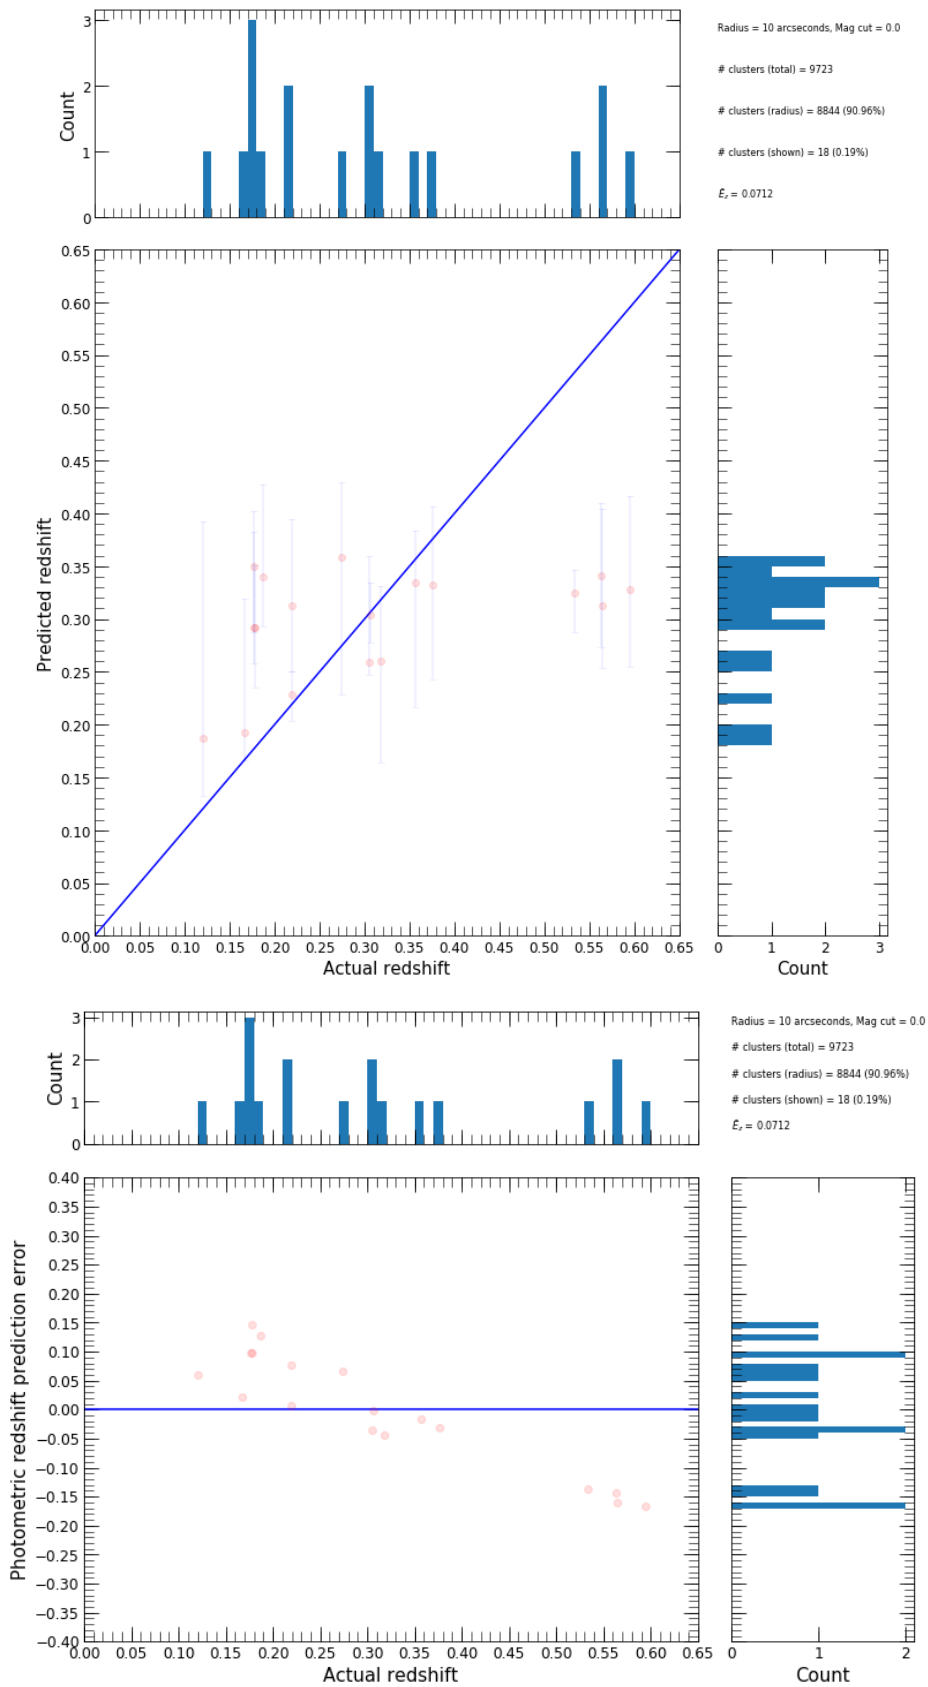 3
2
1
0
Count
Radius = 10 arcseconds, Mag cut = 0.0
# clusters (total) = 9723
# clusters (radius) = 8844 (90.96%)
# clusters (shown) = 18 (0.19%)
Ē_z = 0.0712
0.65
0.60
0.55
0.50
0.45
0.40
0.35
0.30
0.25
0.20
0.15
0.10
0.05
0.00
Predicted redshift
0.00 0.05 0.10 0.15 0.20 0.25 0.30 0.35 0.40 0.45 0.50 0.55 0.60 0.65
Actual redshift
0 1 2 3
Count
3
2
1
0
Count
Radius = 10 arcseconds, Mag cut = 0.0
# clusters (total) = 9723
# clusters (radius) = 8844 (90.96%)
# clusters (shown) = 18 (0.19%)
Ē_z = 0.0712
0.40
0.35
0.30
0.25
0.20
0.15
0.10
0.05
0.00
−0.05
−0.10
−0.15
−0.20
−0.25
−0.30
−0.35
−0.40
Photometric redshift prediction error
0.00 0.05 0.10 0.15 0.20 0.25 0.30 0.35 0.40 0.45 0.50 0.55 0.60 0.65
Actual redshift
0 1 2
Count